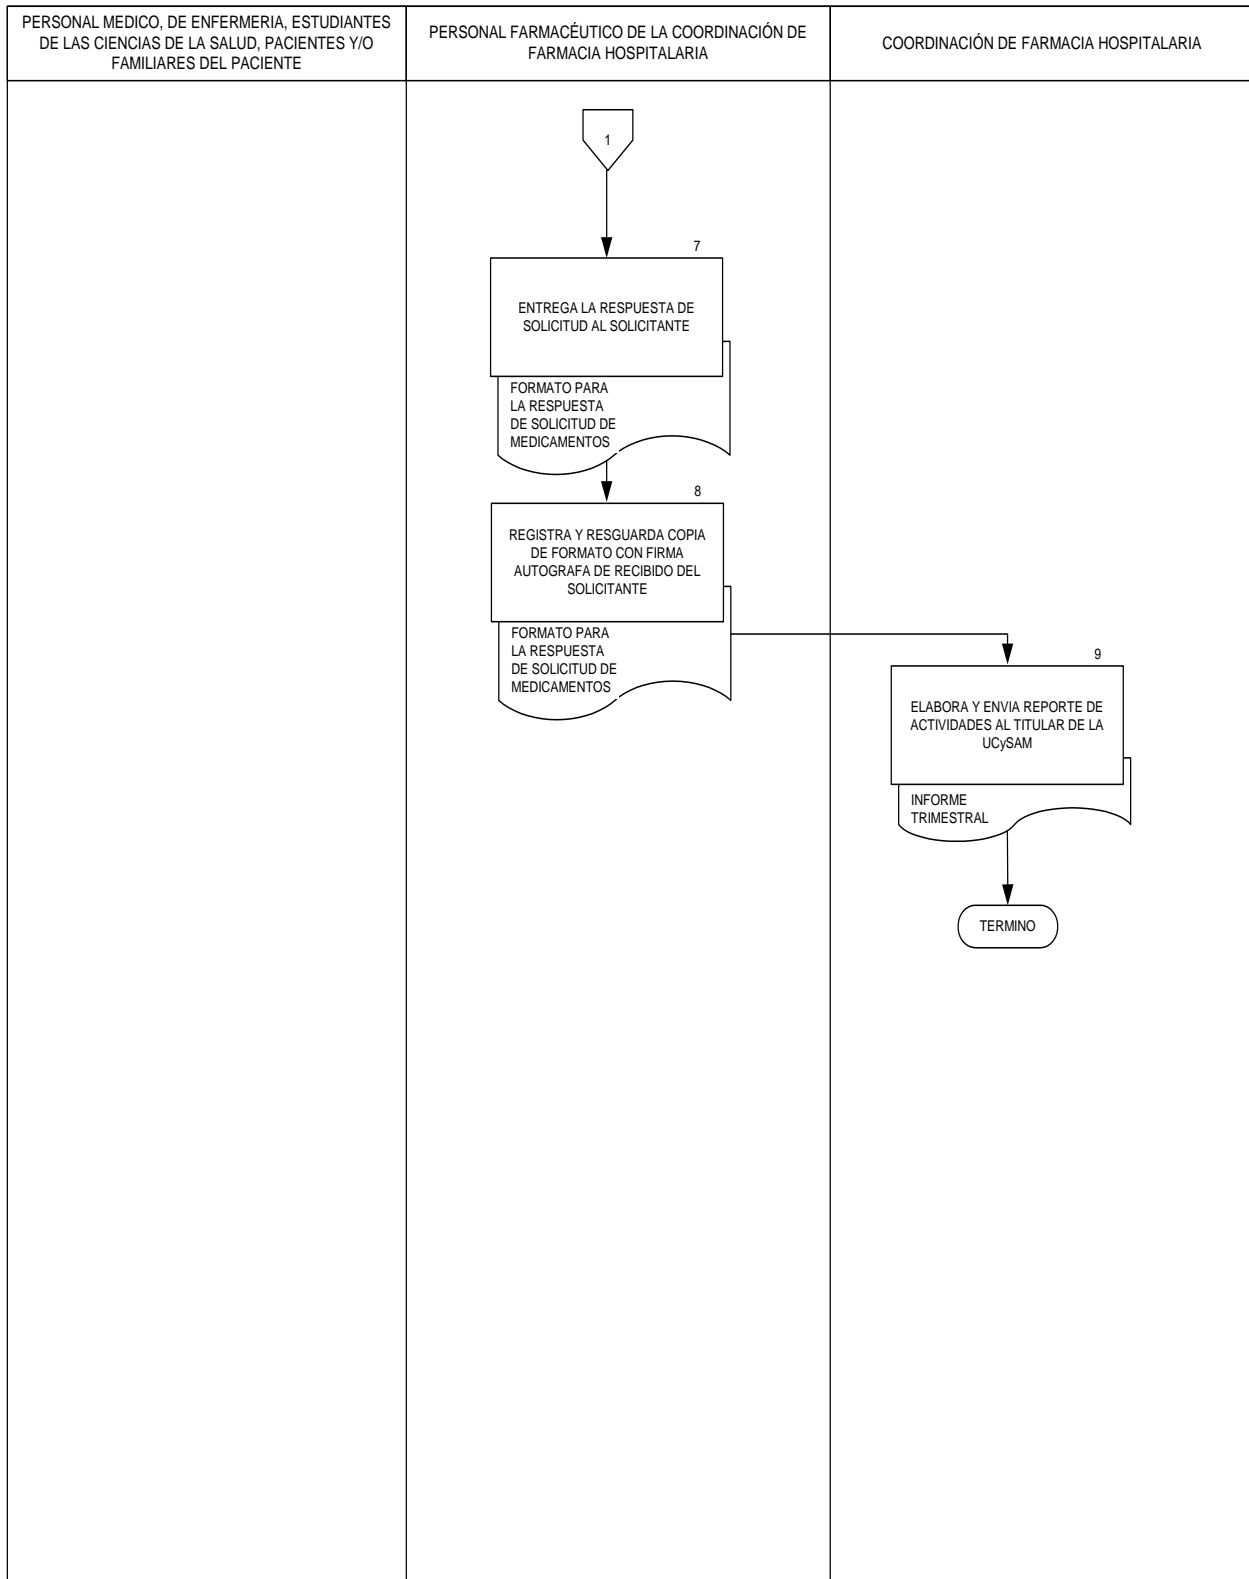 PERSONAL MEDICO, DE ENFERMERIA, ESTUDIANTES
DE LAS CIENCIAS DE LA SALUD, PACIENTES Y/O
FAMILIARES DEL PACIENTE
PERSONAL FARMACÉUTICO DE LA COORDINACIÓN DE
FARMACIA HOSPITALARIA
COORDINACIÓN DE FARMACIA HOSPITALARIA
1
7
ENTREGA LA RESPUESTA DE
SOLICITUD AL SOLICITANTE
FORMATO PARA
LA RESPUESTA
DE SOLICITUD DE
MEDICAMENTOS
8
REGISTRA Y RESGUARDA COPIA
DE FORMATO CON FIRMA
AUTOGRAFA DE RECIBIDO DEL
SOLICITANTE
FORMATO PARA
LA RESPUESTA
DE SOLICITUD DE
MEDICAMENTOS
9
ELABORA Y ENVIA REPORTE DE
ACTIVIDADES AL TITULAR DE LA
UCySAM
INFORME
TRIMESTRAL
TERMINO